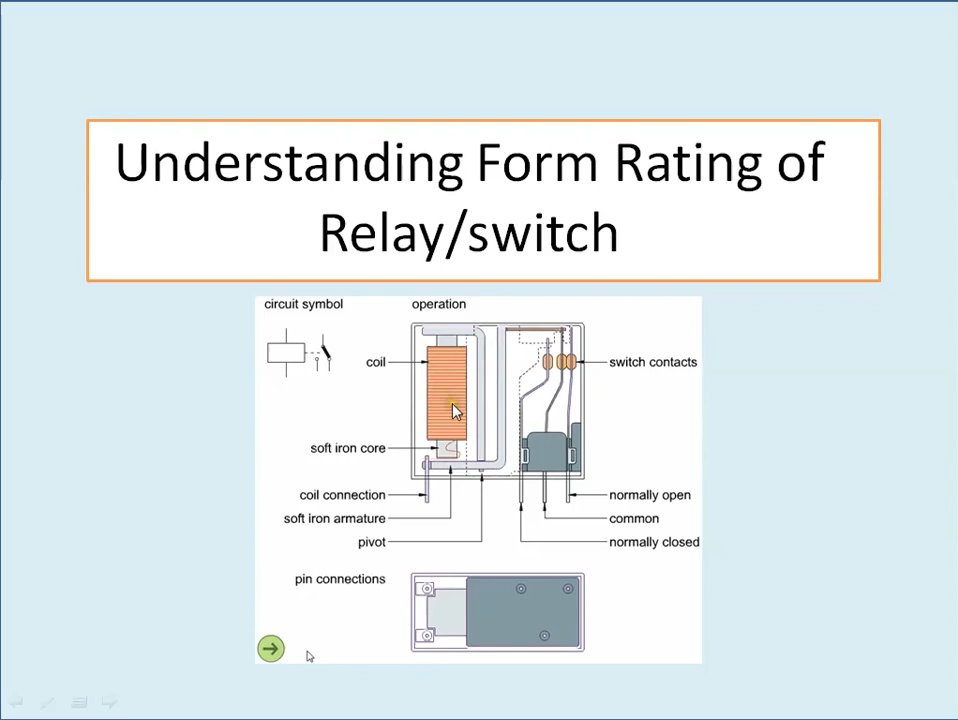 Understanding Form Rating of
Relay/switch
circuit symbol
operation
coil
switch contacts
soft iron core
coil connection
normally open
soft iron armature
common
pivot
normally closed
pin connections